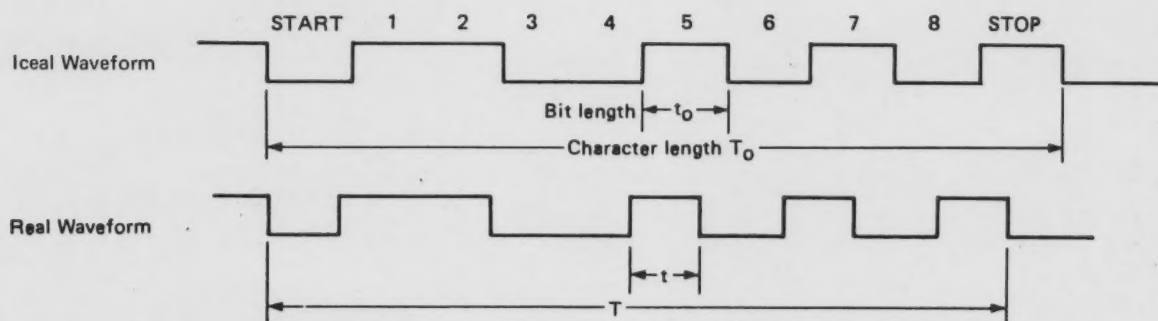 START 1 2 3 4 5 6 7 8 STOP
Iceal Waveform
Bit length t₀
Character length T₀
Real Waveform
t
T